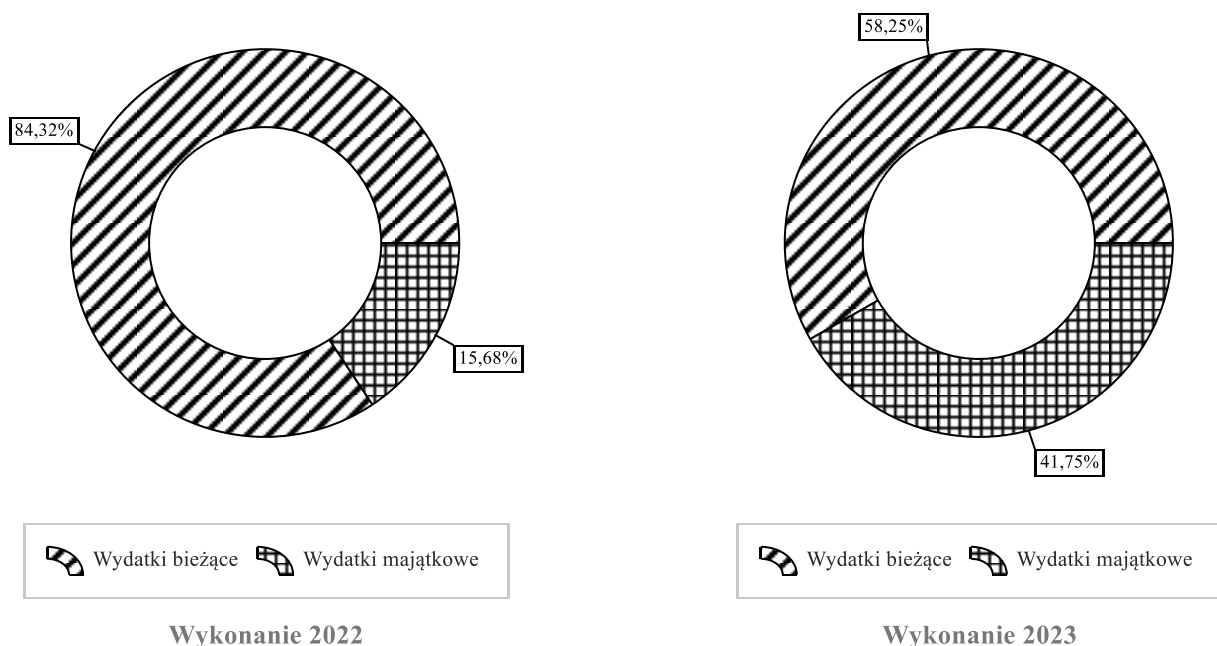 84,32%
15,68%
Wydatki bieżące
Wydatki majątkowe
Wykonanie 2022
58,25%
41,75%
Wydatki bieżące
Wydatki majątkowe
Wykonanie 2023